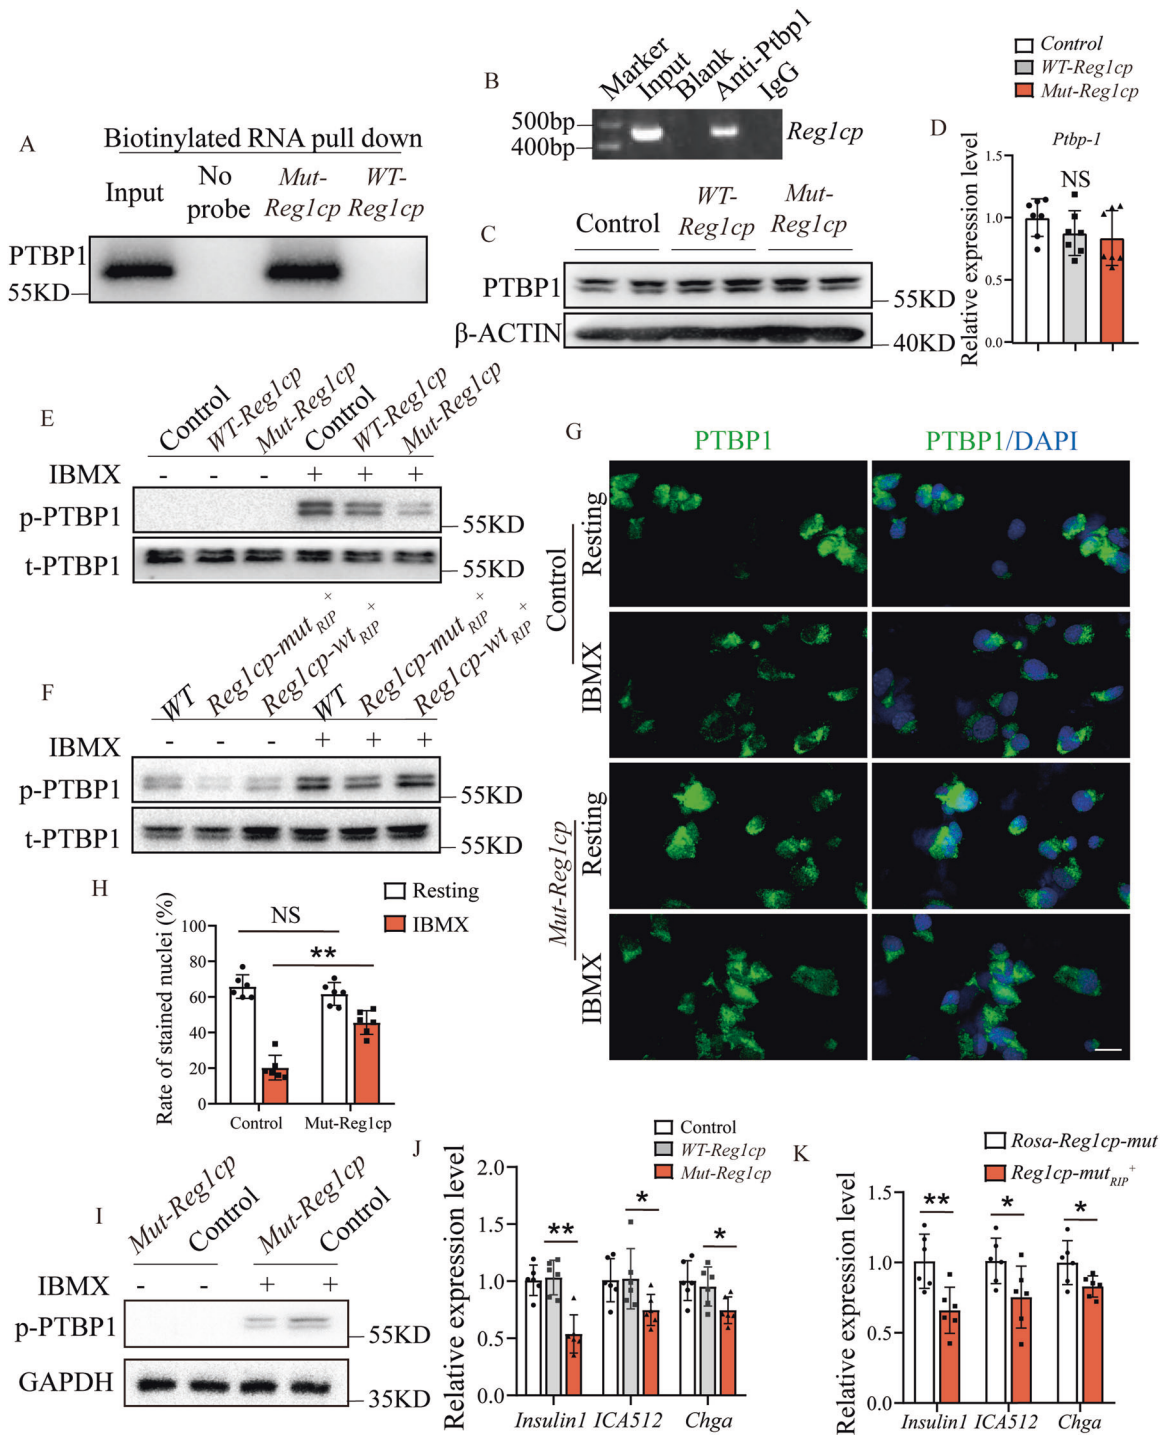 A
Biotinylated RNA pull down
Input
No probe
Mut-Reg1cp
WT-Reg1cp
PTBP1
55KD
B
Marker
Input
Blank
Anti-Ptbp1
IgG
500bp
400bp
Reg1cp
C
Control
WT-Reg1cp
Mut-Reg1cp
PTBP1
55KD
β-ACTIN
40KD
Control
WT-Reg1cp
Mut-Reg1cp
D
Ptbp-1
Relative expression level
1.5
1.0
0.5
0.0
NS
E
Control
WT-Reg1cp
Mut-Reg1cp
Control
WT-Reg1cp
Mut-Reg1cp
IBMX - - - + + +
p-PTBP1
55KD
t-PTBP1
55KD
F
WT
Reg1cp-mut RIP +
Reg1cp-wt RIP +
WT
Reg1cp-mut RIP +
Reg1cp-wt RIP +
IBMX - - - + + +
p-PTBP1
55KD
t-PTBP1
55KD
G
PTBP1
PTBP1/DAPI
Control
Resting
IBMX
Mut-Reg1cp
Resting
IBMX
H
Resting
IBMX
Rate of stained nuclei (%)
100
80
60
40
20
0
NS
**
Control
Mut-Reg1cp
I
Mut-Reg1cp
Control
Mut-Reg1cp
Control
IBMX - - + +
p-PTBP1
55KD
GAPDH
35KD
J
Control
WT-Reg1cp
Mut-Reg1cp
Relative expression level
2.0
1.5
1.0
0.5
0.0
**
*
*
Insulin1
ICA512
Chga
K
Rosa-Reg1cp-mut
Reg1cp-mut RIP +
Relative expression level
1.5
1.0
0.5
0.0
**
*
*
Insulin1
ICA512
Chga